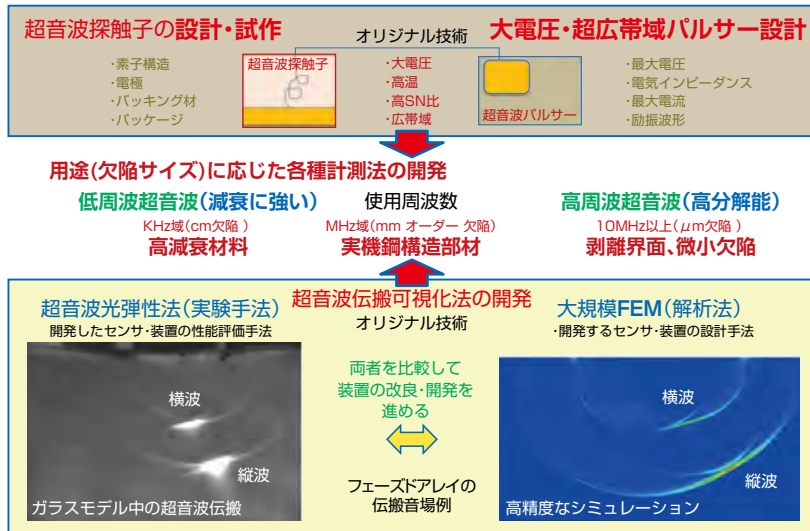 超音波探触子の設計・試作
オリジナル技術
大電圧・超広帯域パルサー設計
・素子構造
・電極
・バッキング材
・パッケージ
超音波探触子
・大電圧
・高温
・高SN比
・広帯域
超音波パルサー
・最大電圧
・電気インピーダンス
・最大電流
・励振波形
用途(欠陥サイズ)に応じた各種計測法の開発
低周波超音波(減衰に強い)
KHz域(cm欠陥 )
高減衰材料
使用周波数
MHz域(mm オーダー 欠陥)
実機鋼構造部材
高周波超音波(高分解能)
10MHz以上(μm欠陥 )
剥離界面、微小欠陥
超音波伝搬可視化法の開発
オリジナル技術
超音波光弾性法(実験手法)
開発したセンサ・装置の性能評価手法
横波
縦波
ガラスモデル中の超音波伝搬
両者を比較して
装置の改良・開発を
進める
フェーズドアレイの
伝搬音場例
大規模FEM(解析法)
・開発するセンサ・装置の設計手法
横波
縦波
高精度なシミュレーション